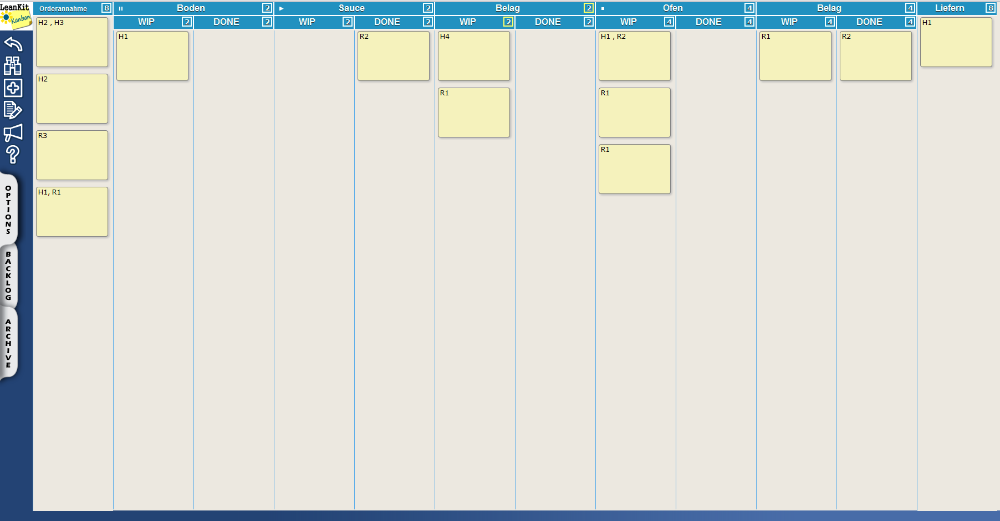 LeanKit
Kanban
OPTIONS
BACKLOG
ARCHIVE
Orderannahme 8
H2 , H3
H2
R3
H1, R1
Boden 2
WIP 2 DONE 2
H1
Sauce 2
WIP 2 DONE 2
R2
Belag 2
WIP 2 DONE 2
H4
R1
Ofen 4
WIP 4 DONE 4
H1 , R2
R1
R1
Belag 4
WIP 4 DONE 4
R1 R2
Liefern 8
H1